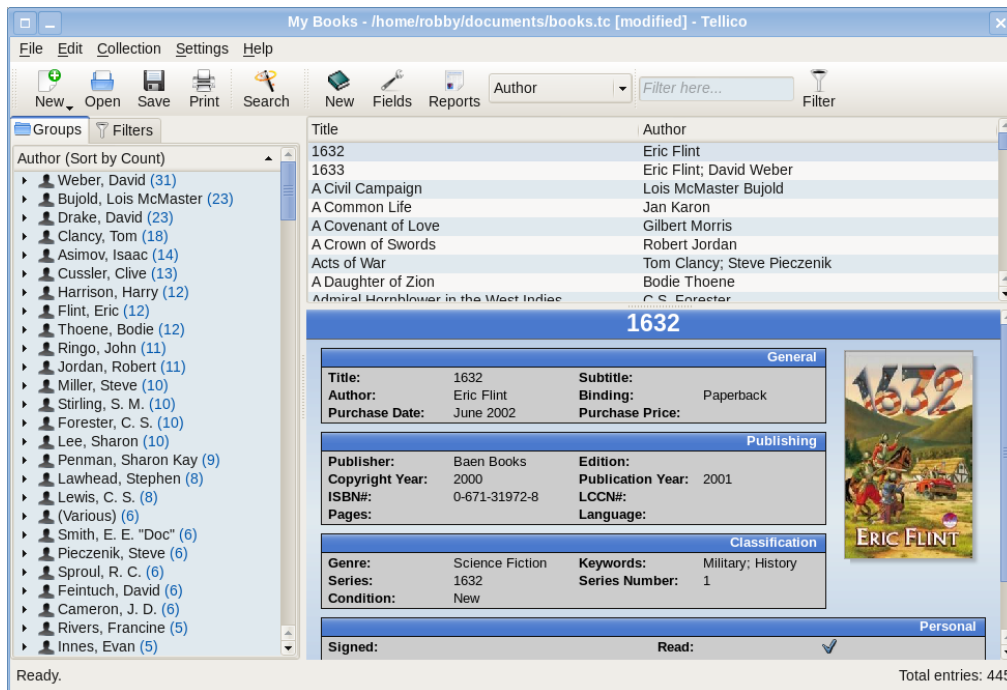 My Books - /home/robby/documents/books.tc [modified] - Tellico
File Edit Collection Settings Help
New Open Save Print Search New Fields Reports Author Filter here... Filter
Groups Filters
Author (Sort by Count)
Weber, David (31)
Bujold, Lois McMaster (23)
Drake, David (23)
Clancy, Tom (18)
Asimov, Isaac (14)
Cussler, Clive (13)
Harrison, Harry (12)
Flint, Eric (12)
Thoene, Bodie (12)
Ringo, John (11)
Jordan, Robert (11)
Miller, Steve (10)
Stirling, S. M. (10)
Forester, C. S. (10)
Lee, Sharon (10)
Penman, Sharon Kay (9)
Lawhead, Stephen (8)
Lewis, C. S. (8)
(Various) (6)
Smith, E. E. "Doc" (6)
Pieczenik, Steve (6)
Sproul, R. C. (6)
Feintuch, David (6)
Cameron, J. D. (6)
Rivers, Francine (5)
Innes, Evan (5)
Title Author
1632 Eric Flint
1633 Eric Flint; David Weber
A Civil Campaign Lois McMaster Bujold
A Common Life Jan Karon
A Covenant of Love Gilbert Morris
A Crown of Swords Robert Jordan
Acts of War Tom Clancy; Steve Pieczenik
A Daughter of Zion Bodie Thoene
Admiral Hornblower in the West Indies C.S. Forester
1632
General
Title: 1632 Subtitle:
Author: Eric Flint Binding: Paperback
Purchase Date: June 2002 Purchase Price:
Publishing
Publisher: Baen Books Edition:
Copyright Year: 2000 Publication Year: 2001
ISBN#: 0-671-31972-8 LCCN#:
Pages: Language:
Classification
Genre: Science Fiction Keywords: Military; History
Series: 1632 Series Number: 1
Condition: New
Personal
Signed: Read:
1632
ERIC FLINT
Ready. Total entries: 445